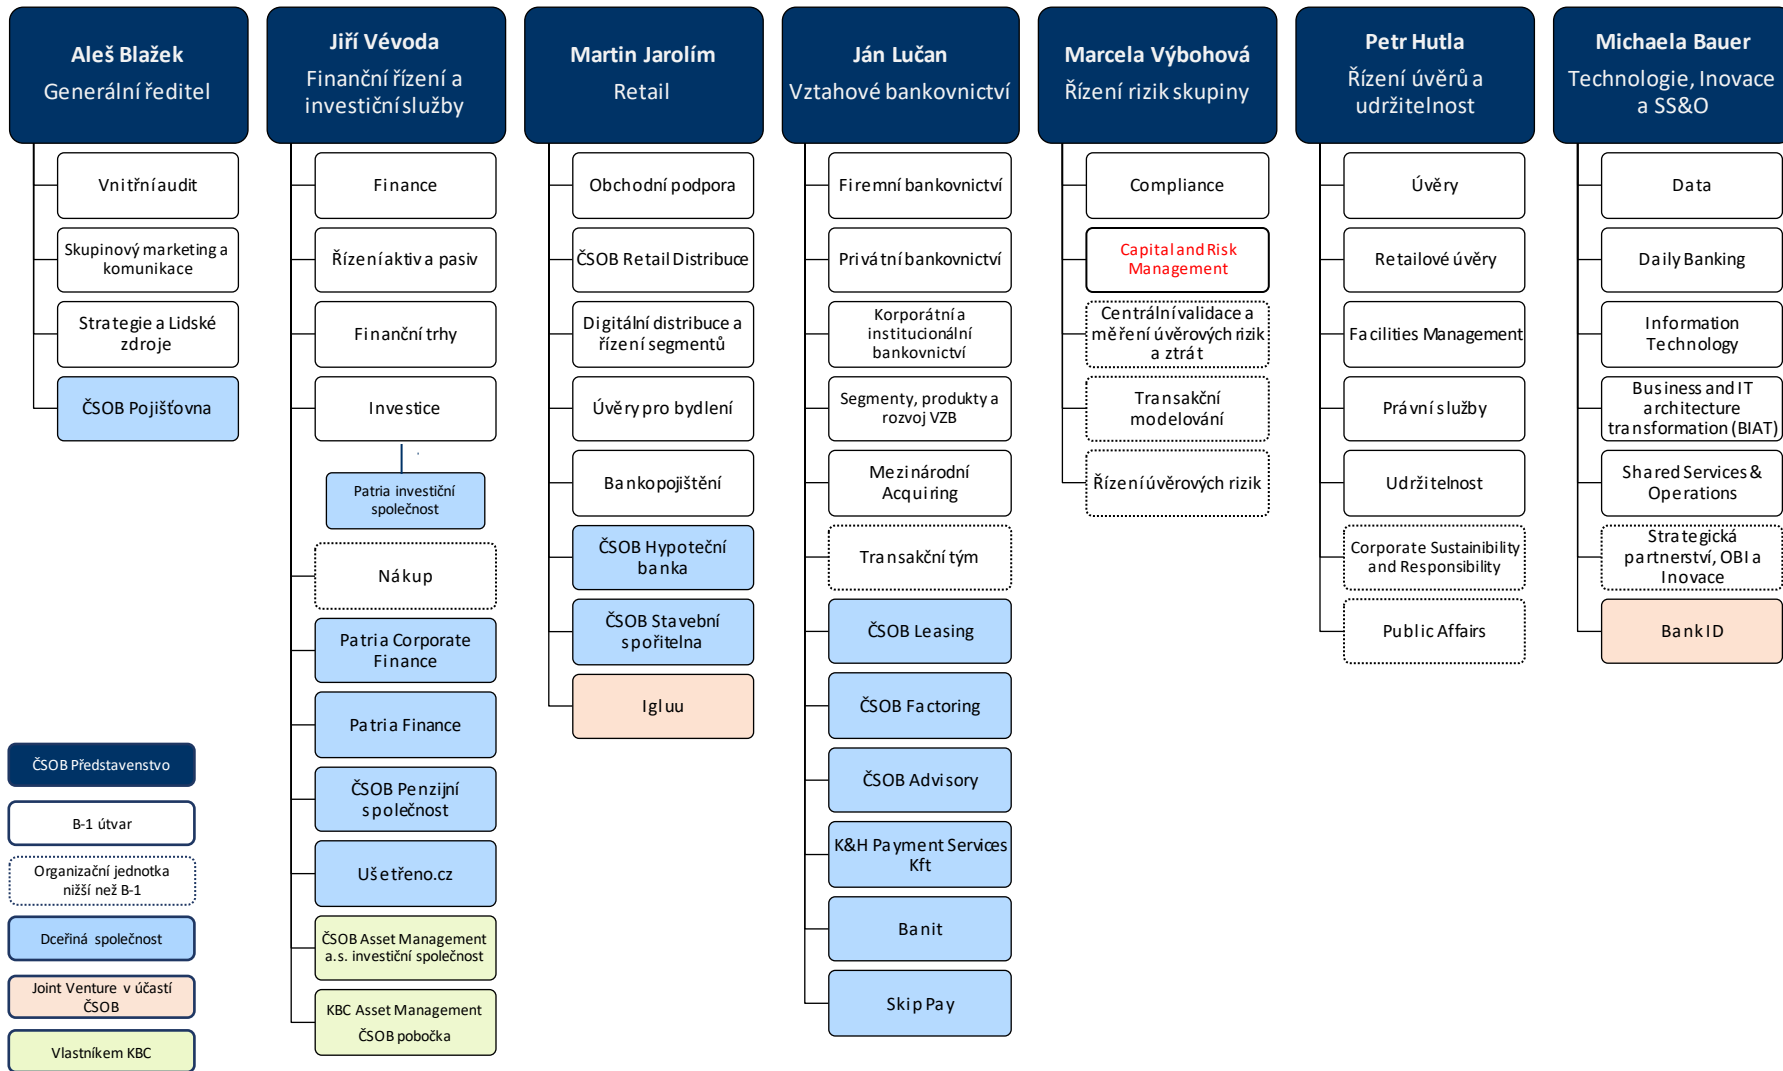 Aleš Blažek
Generální ředitel
Vnitřní audit
Skupinový marketing a
komunikace
Strategie a Lidské
zdroje
ČSOB Pojišťovna
Jiří Vévoda
Finanční řízení a
investiční služby
Finance
Řízení aktiv a pasiv
Finanční trhy
Investice
Patria investiční
společnost
Nákup
Patria Corporate
Finance
Patria Finance
ČSOB Penzijní
společnost
Ušetřeno.cz
ČSOB Asset Management
a.s. investiční společnost
KBC Asset Management
ČSOB pobočka
Martin Jarolím
Retail
Obchodní podpora
ČSOB Retail Distribuce
Digitální distribuce a
řízení segmentů
Úvěry pro bydlení
Bankopojištění
ČSOB Hypoteční
banka
ČSOB Stavební
spořitelna
Igluu
Ján Lučan
Vztahové bankovnictví
Firemní bankovnictví
Privátní bankovnictví
Korporátní a
institucionální
bankovnictví
Segmenty, produkty a
rozvoj VZB
Mezinárodní
Acquiring
Transakční tým
ČSOB Leasing
ČSOB Factoring
ČSOB Advisory
K&H Payment Services
Kft
Banit
Skip Pay
Marcela Výbohová
Řízení rizik skupiny
Compliance
Capital and Risk
Management
Centrální validace a
měření úvěrových rizik
a ztrát
Transakční
modelování
Řízení úvěrových rizik
Petr Hutla
Řízení úvěrů a
udržitelnost
Úvěry
Retailové úvěry
Facilities Management
Právní služby
Udržitelnost
Corporate Sustainibility
and Responsibility
Public Affairs
Michaela Bauer
Technologie, Inovace
a SS&O
Data
Daily Banking
Information
Technology
Business and IT
architecture
transformation (BIAT)
Shared Services &
Operations
Strategická
partnerství, OBI a
Inovace
Bank ID
ČSOB Představenstvo
B-1 útvar
Organizační jednotka
nižší než B-1
Dceřiná společnost
Joint Venture v účastí
ČSOB
Vlastníkem KBC